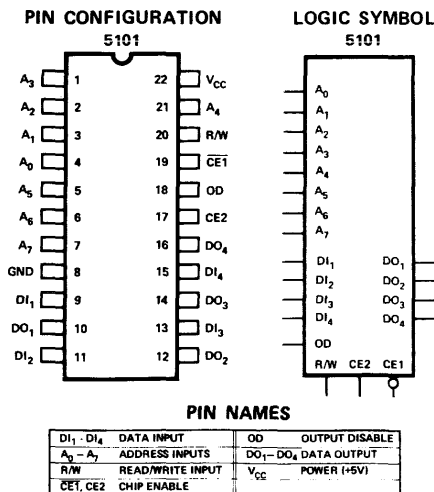 PIN CONFIGURATION
5101
A3 1 22 VCC
A2 2 21 A4
A1 3 20 R/W
A0 4 19 C̅E̅1̅
A5 5 18 OD
A6 6 17 CE2
A7 7 16 DO4
GND 8 15 DI4
DI1 9 14 DO3
DO1 10 13 DI3
DI2 11 12 DO2
LOGIC SYMBOL
5101
A0
A1
A2
A3
A4
A5
A6
A7
DI1 DO1
DI2 DO2
DI3 DO3
DI4 DO4
OD
R/W CE2 CE1
PIN NAMES
DI1 - DI4 DATA INPUT OD OUTPUT DISABLE
A0 – A7 ADDRESS INPUTS DO1– DO4 DATA OUTPUT
R/W READ/WRITE INPUT VCC POWER (+5V)
C̅E̅1̅, CE2 CHIP ENABLE